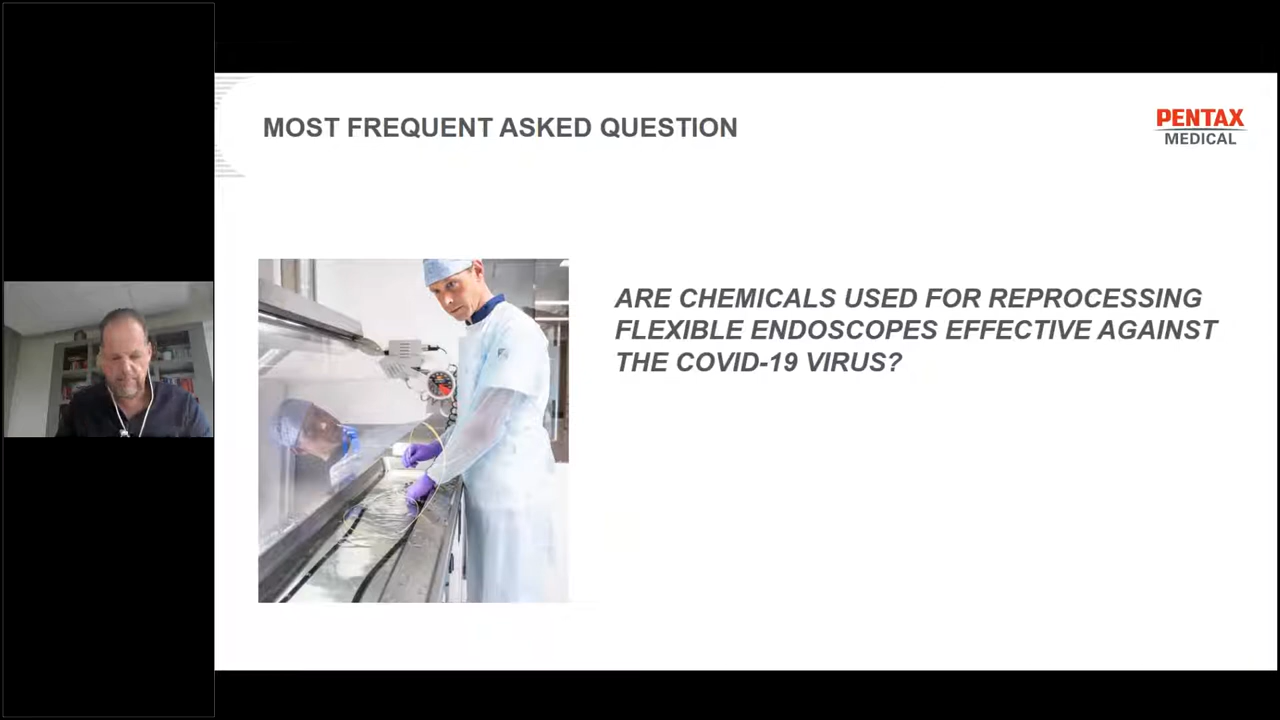 MOST FREQUENT ASKED QUESTION
PENTAX
MEDICAL
ARE CHEMICALS USED FOR REPROCESSING
FLEXIBLE ENDOSCOPES EFFECTIVE AGAINST
THE COVID-19 VIRUS?